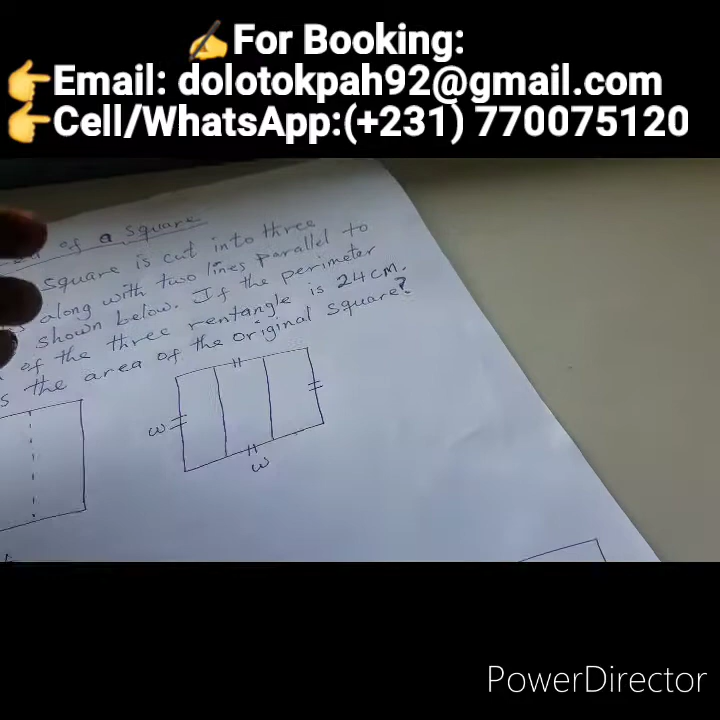 ✍️For Booking:
👉Email: dolotokpah92@gmail.com
👉Cell/WhatsApp:(+231) 770075120
of a square
square is cut into three
along with two lines parallel to
shown below. If the perimeter
of the three rentangle is 24cm.
s the area of the original square?
w
w
PowerDirector